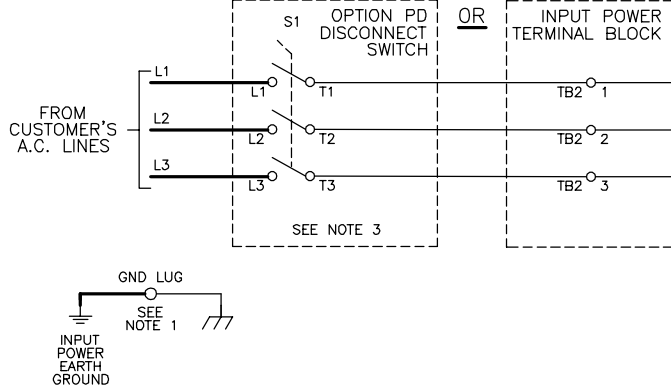 S1
OPTION PD
DISCONNECT
SWITCH
OR
INPUT POWER
TERMINAL BLOCK
L1
L1
T1
TB2
1
FROM
CUSTOMER'S
A.C. LINES
L2
L2
T2
TB2
2
L3
L3
T3
TB2
3
SEE NOTE 3
GND LUG
SEE
NOTE 1
INPUT
POWER
EARTH
GROUND